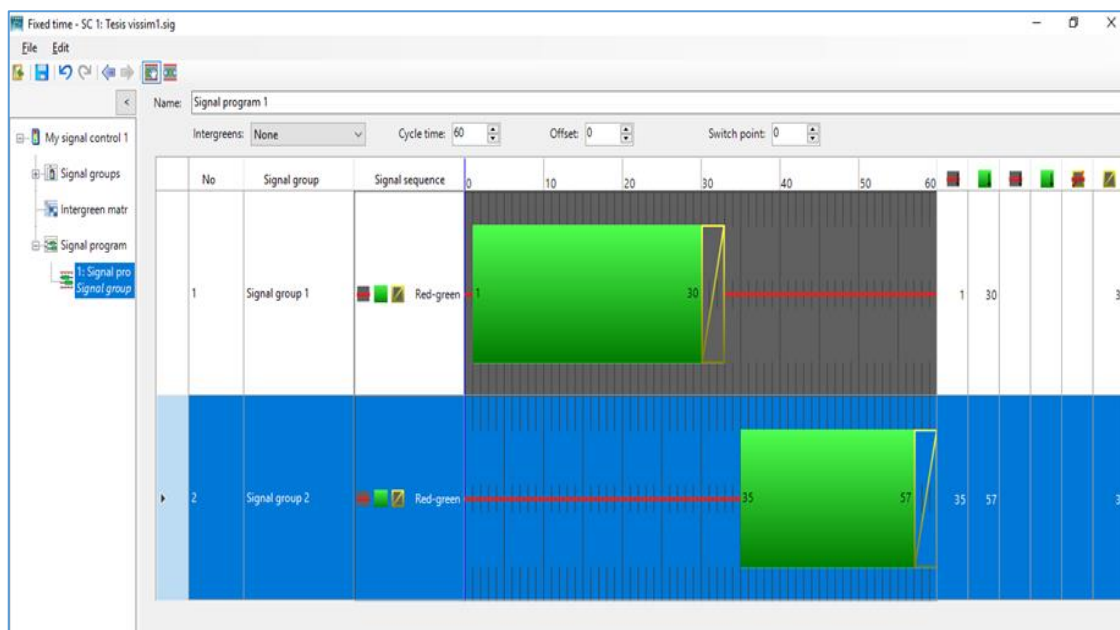 Fixed time - SC 1: Tesis vissim1.sig
File Edit
Name: Signal program 1
My signal control 1
Signal groups
Intergreen matr
Signal program
1: Signal pro
Signal group
Intergreens: None Cycle time: 60 Offset: 0 Switch point: 0
No Signal group Signal sequence 0 10 20 30 40 50 60
1 Signal group 1 Red-green 1 30 1 30 3
2 Signal group 2 Red-green 35 57 35 57 3